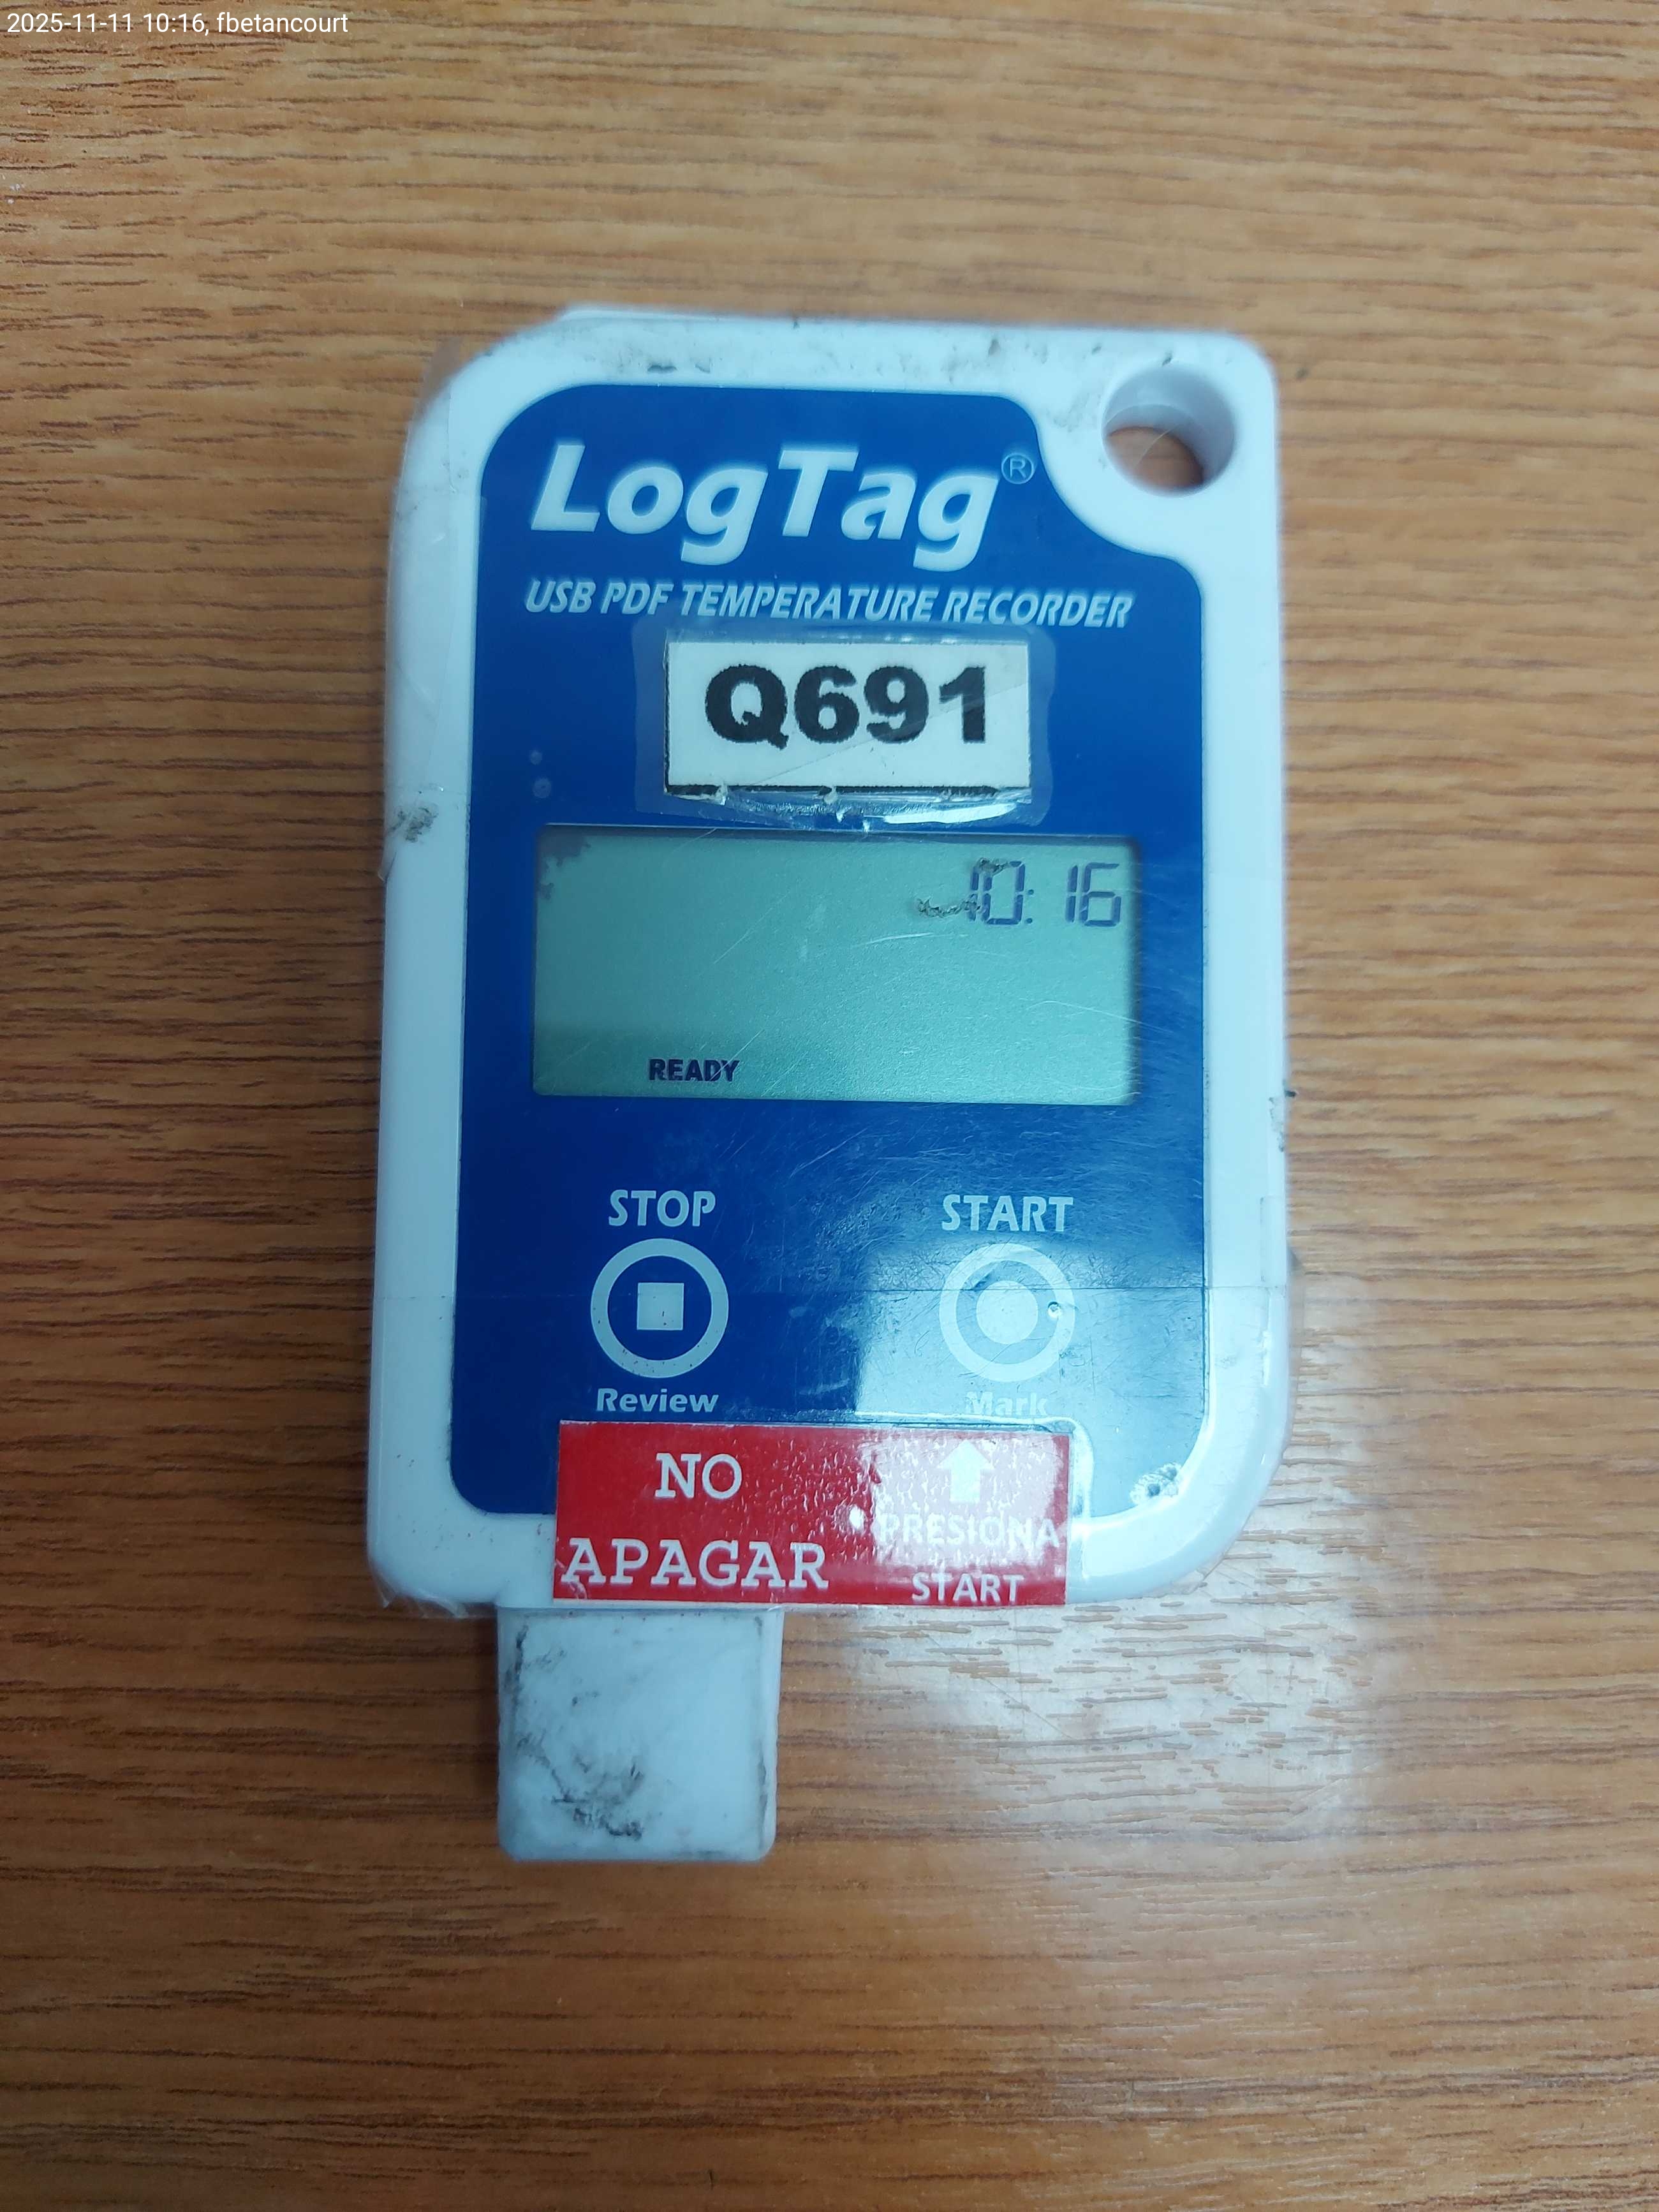 2025-11-11 10:16, fbetancourt
LogTag®
USB PDF TEMPERATURE RECORDER
Q691
10:16
READY
STOP
START
Review
Mark
NO
APAGAR
PRESIONA
START